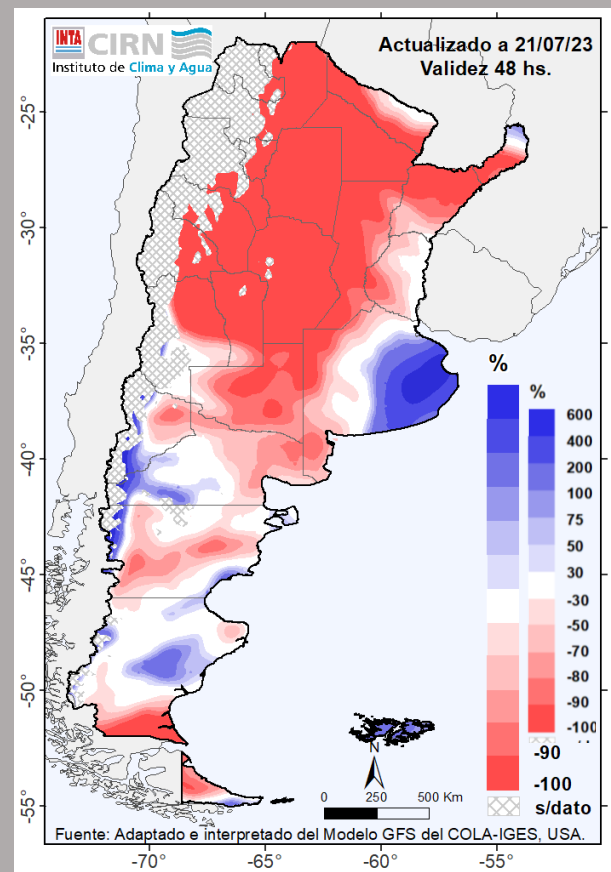 INTA CIRN
Instituto de Clima y Agua
Actualizado a 21/07/23
Validez 48 hs.
-25°
-30°
-35°
-40°
-45°
-50°
-55°
%
%
600
400
200
100
75
50
30
-30
-50
-70
-80
-90
-100
-90
-100
s/dato
N
0 250 500 Km
Fuente: Adaptado e interpretado del Modelo GFS del COLA-IGES, USA.
-70° -65° -60° -55°